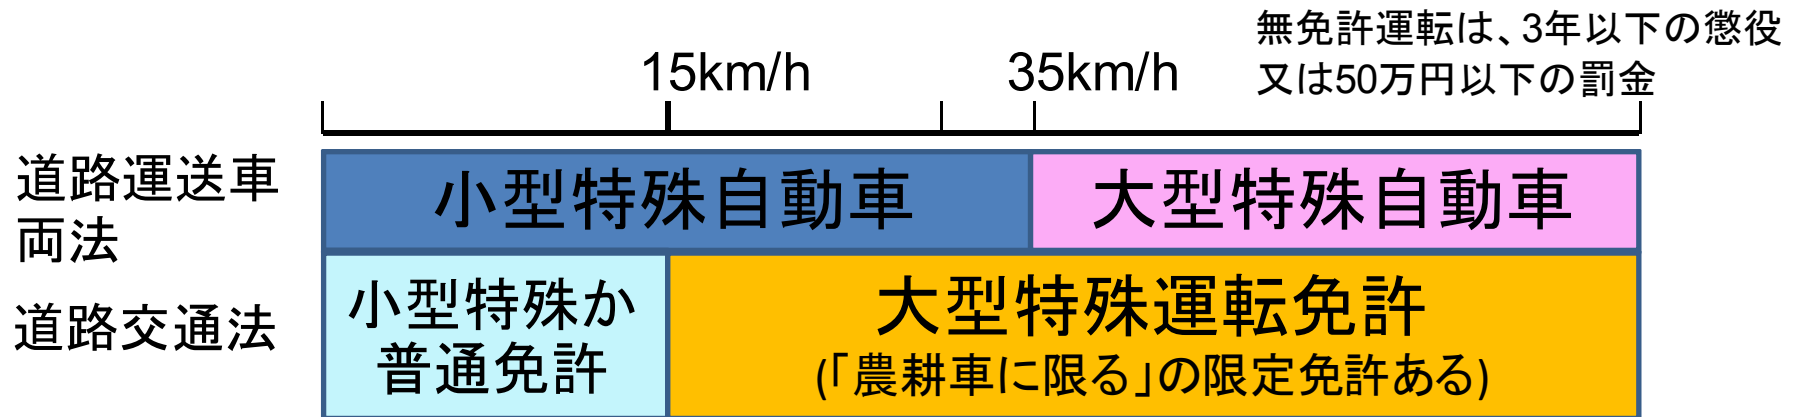 無免許運転は、3年以下の懲役
又は50万円以下の罰金
15km/h 35km/h
道路運送車
両法
小型特殊自動車 大型特殊自動車
道路交通法
小型特殊か
普通免許
大型特殊運転免許
(「農耕車に限る」の限定免許ある)